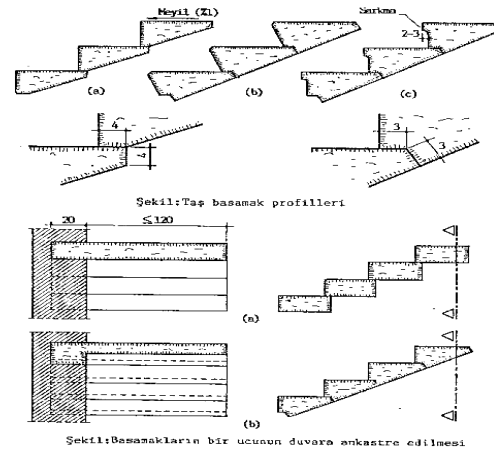 Meyil (%1)
Sarkma
2-3
(a)
(b)
(c)
4
4
3
3
Şekil:Taş basamak profilleri
20
≤120
(a)
(b)
Şekil:Basamakların bir ucunun duvara ankastre edilmesi